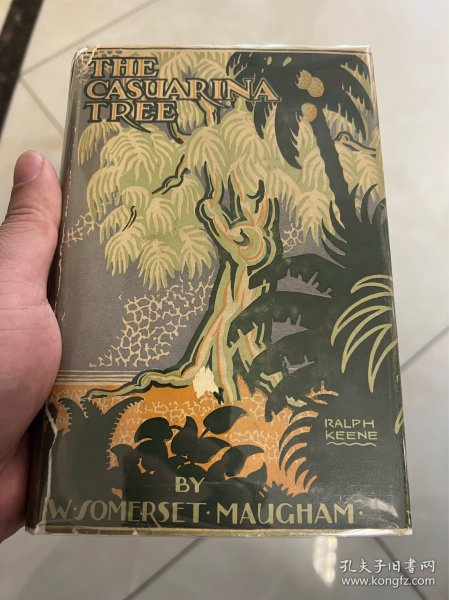 THE
CASUARINA
TREE
RALPH
KEENE
BY
W·SOMERSET·MAUGHAM·
孔夫子旧书网
www.kongfz.com